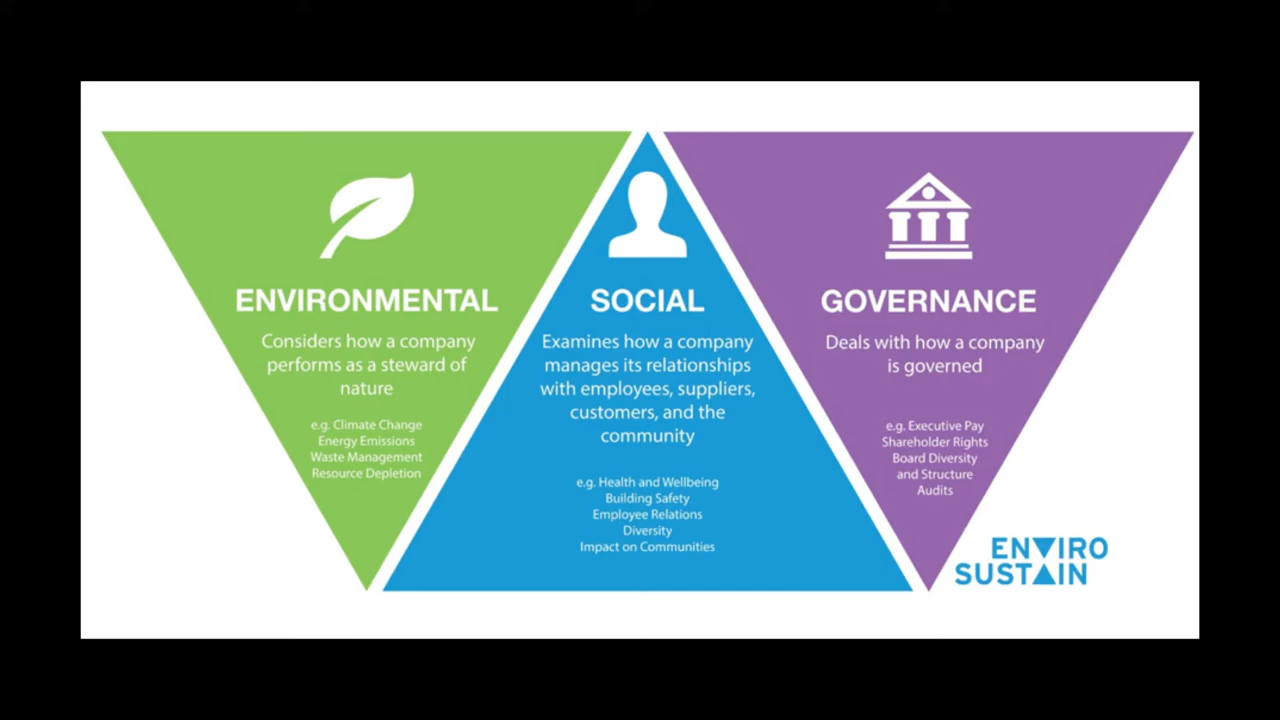 ENVIRONMENTAL
Considers how a company
performs as a steward of
nature
e.g. Climate Change
Energy Emissions
Waste Management
Resource Depletion
SOCIAL
Examines how a company
manages its relationships
with employees, suppliers,
customers, and the
community
e.g. Health and Wellbeing
Building Safety
Employee Relations
Diversity
Impact on Communities
GOVERNANCE
Deals with how a company
is governed
e.g. Executive Pay
Shareholder Rights
Board Diversity
and Structure
Audits
ENVIRO
SUSTAIN